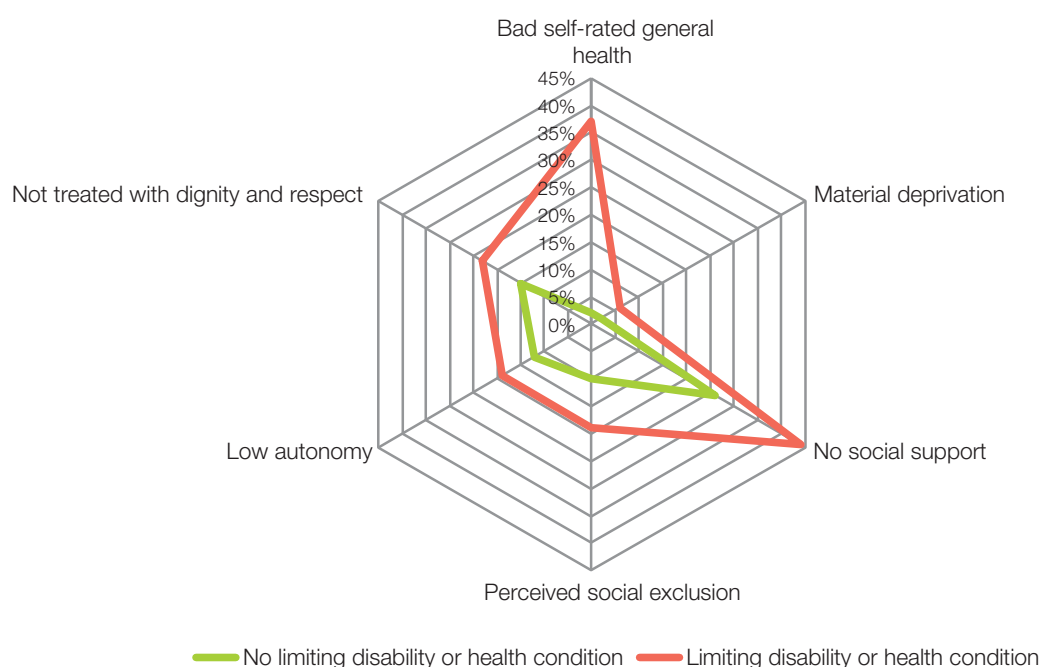 Bad self-rated general
health
45%
40%
35%
30%
25%
20%
15%
10%
5%
0%
Not treated with dignity and respect
Material deprivation
Low autonomy
No social support
Perceived social exclusion
No limiting disability or health condition
Limiting disability or health condition